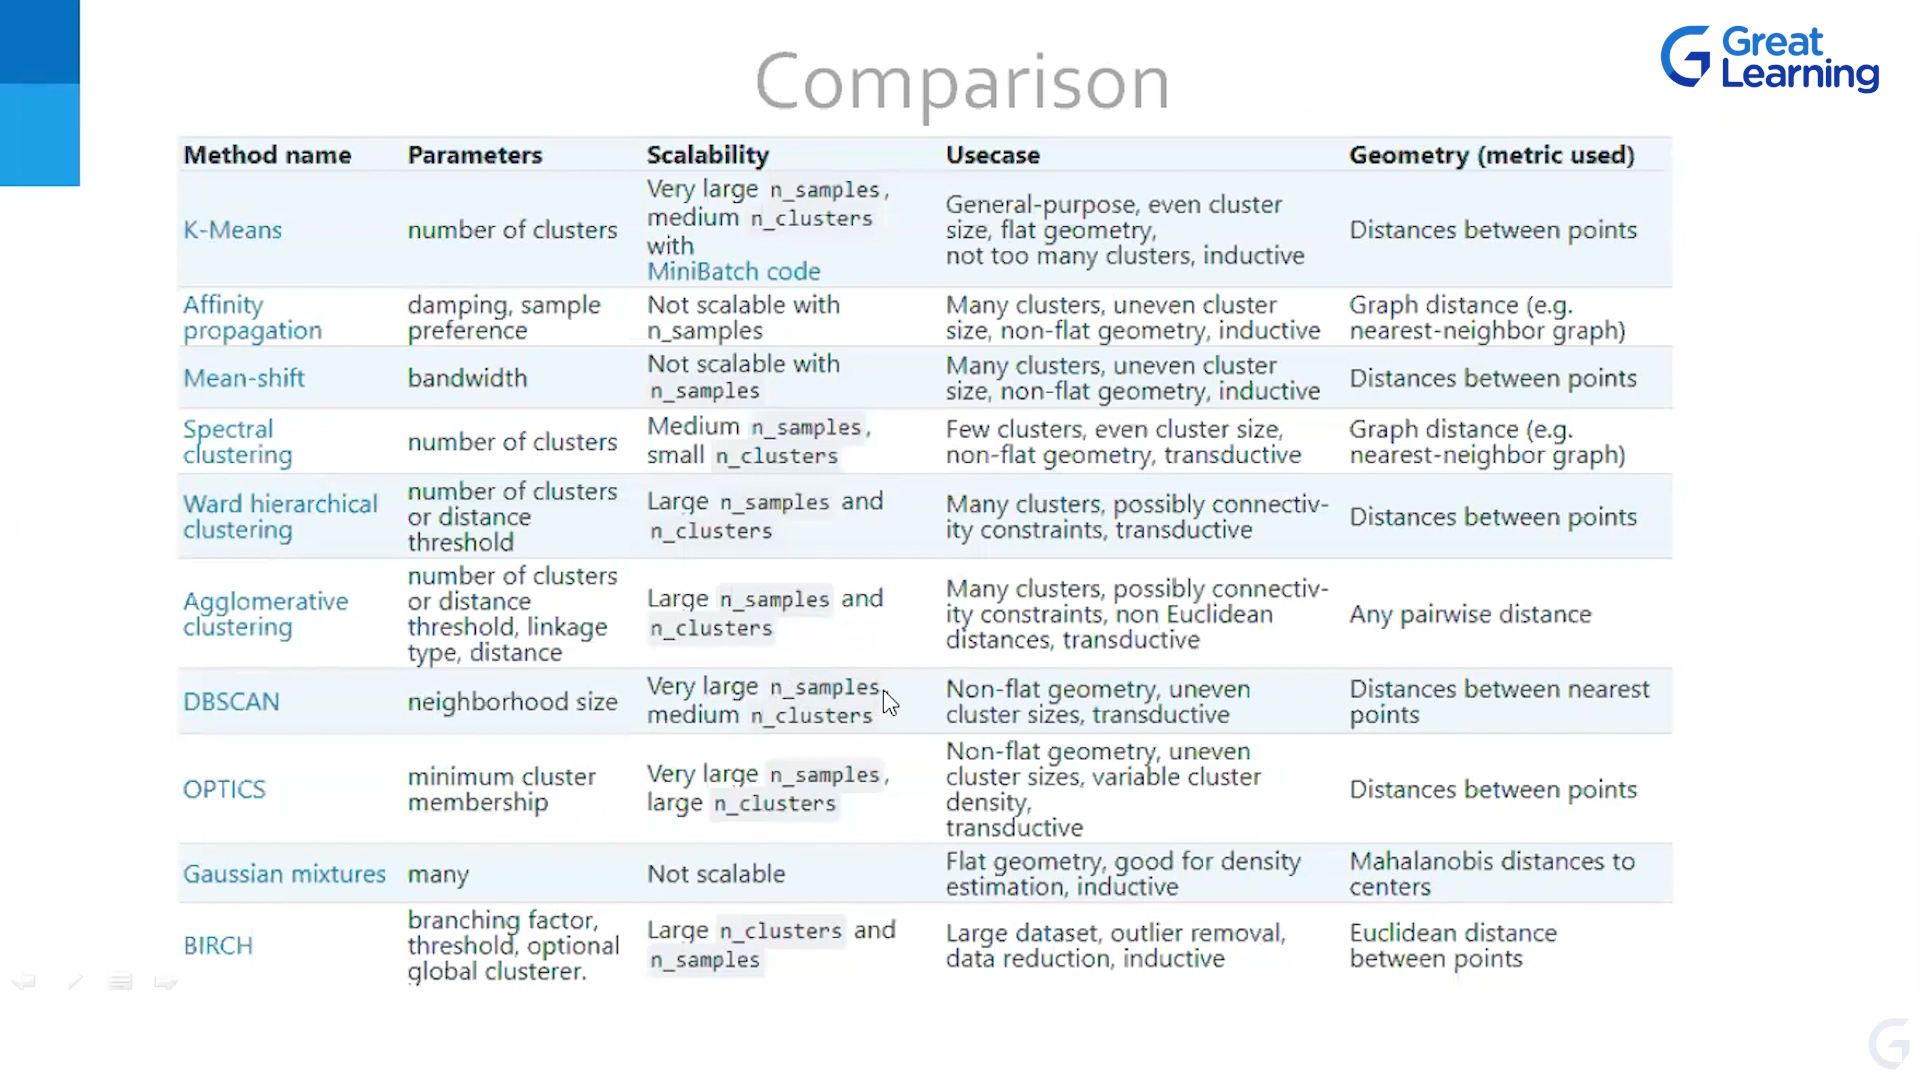 Great
Learning
Comparison
Method name Parameters Scalability Usecase Geometry (metric used)
K-Means
number of clusters
Very large n_samples,
medium n_clusters
with
MiniBatch code
General-purpose, even cluster
size, flat geometry,
not too many clusters, inductive
Distances between points
Affinity
propagation
damping, sample
preference
Not scalable with
n_samples
Many clusters, uneven cluster
size, non-flat geometry, inductive
Graph distance (e.g.
nearest-neighbor graph)
Mean-shift
bandwidth
Not scalable with
n_samples
Many clusters, uneven cluster
size, non-flat geometry, inductive
Distances between points
Spectral
clustering
number of clusters
Medium n_samples,
small n_clusters
Few clusters, even cluster size,
non-flat geometry, transductive
Graph distance (e.g.
nearest-neighbor graph)
Ward hierarchical
clustering
number of clusters
or distance
threshold
Large n_samples and
n_clusters
Many clusters, possibly connectiv-
ity constraints, transductive
Distances between points
Agglomerative
clustering
number of clusters
or distance
threshold, linkage
type, distance
Large n_samples and
n_clusters
Many clusters, possibly connectiv-
ity constraints, non Euclidean
distances, transductive
Any pairwise distance
DBSCAN
neighborhood size
Very large n_samples,
medium n_clusters
Non-flat geometry, uneven
cluster sizes, transductive
Distances between nearest
points
OPTICS
minimum cluster
membership
Very large n_samples,
large n_clusters
Non-flat geometry, uneven
cluster sizes, variable cluster
density,
transductive
Distances between points
Gaussian mixtures
many
Not scalable
Flat geometry, good for density
estimation, inductive
Mahalanobis distances to
centers
BIRCH
branching factor,
threshold, optional
global clusterer.
Large n_clusters and
n_samples
Large dataset, outlier removal,
data reduction, inductive
Euclidean distance
between points